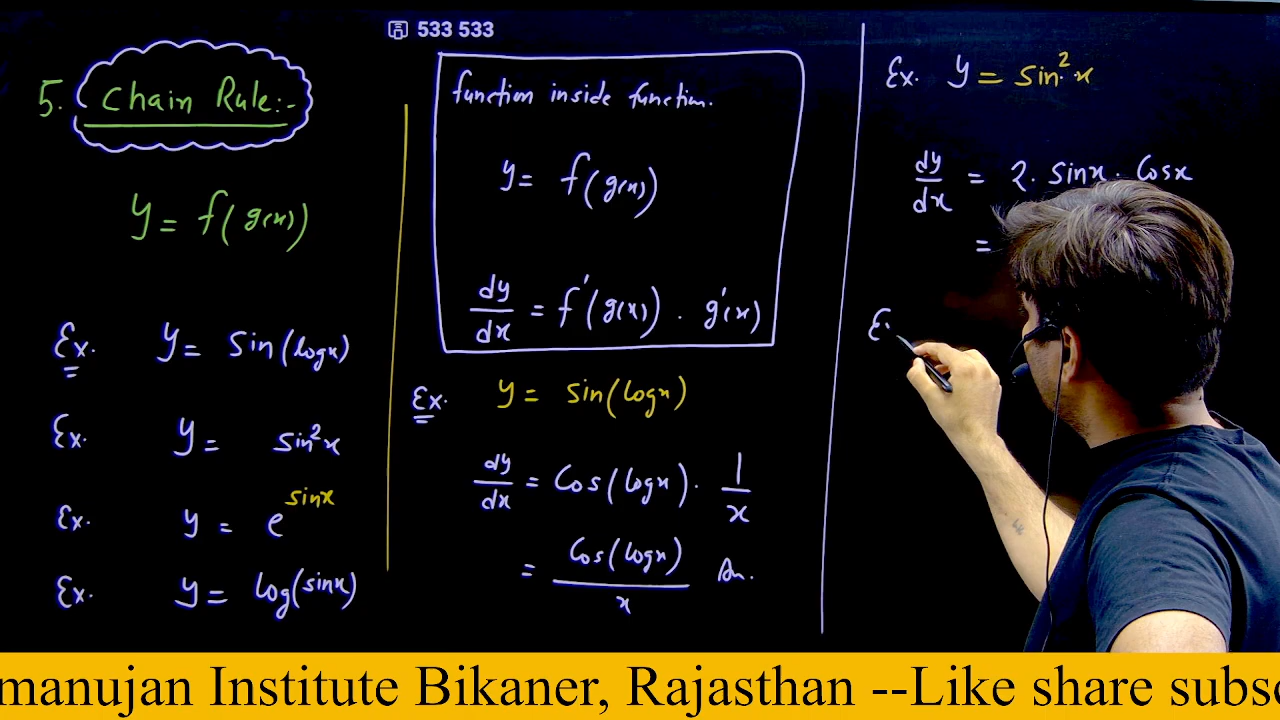 533 533
5. Chain Rule:-
y = f(g(x))
Ex. y = sin(logx)
Ex. y = sin²x
Ex. y = e^sinx
Ex. y = log(sinx)
function inside function.
y = f(g(x))
dy/dx = f'(g(x)) . g'(x)
Ex. y = sin(logx)
dy/dx = Cos(logx) . 1/x
= Cos(logx)/x An.
Ex. y = sin²x
dy/dx = 2. sinx. Cosx
=
E.
manujan Institute Bikaner, Rajasthan --Like share subsc